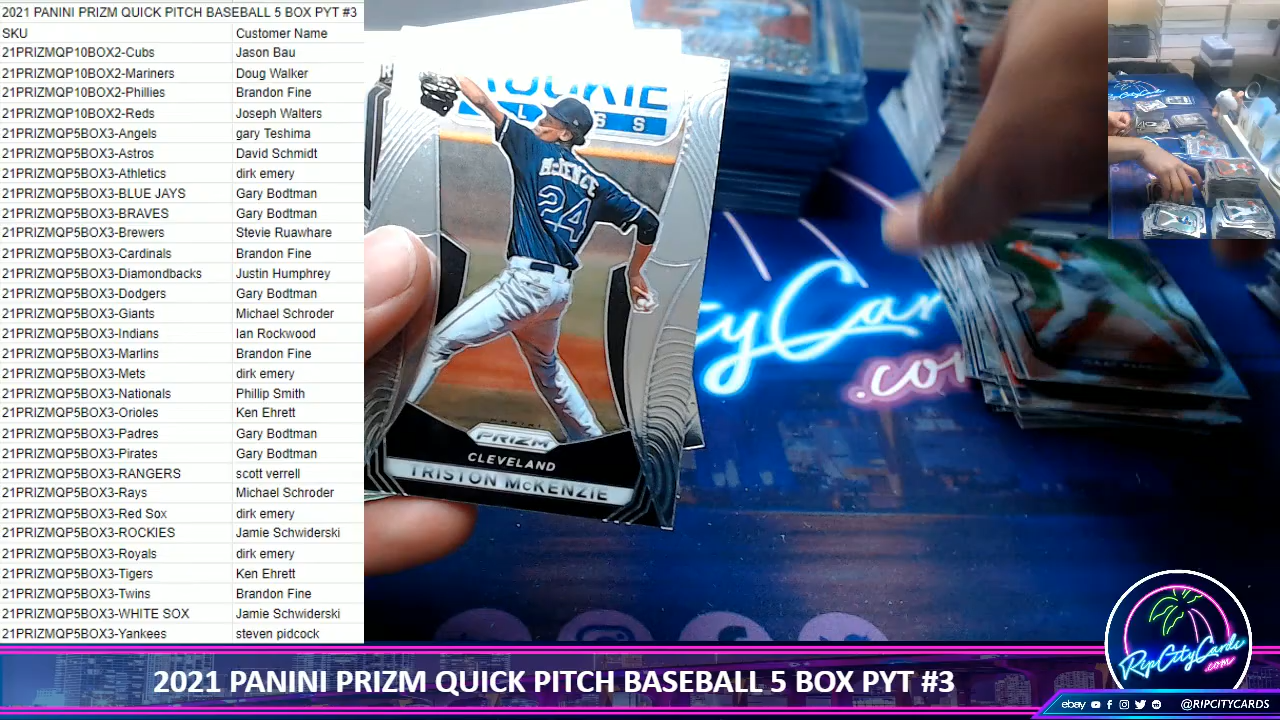 2021 PANINI PRIZM QUICK PITCH BASEBALL 5 BOX PYT #3
SKU Customer Name
21PRIZMQP10BOX2-Cubs Jason Bau
21PRIZMQP10BOX2-Mariners Doug Walker
21PRIZMQP10BOX2-Phillies Brandon Fine
21PRIZMQP10BOX2-Reds Joseph Walters
21PRIZMQP5BOX3-Angels gary Teshima
21PRIZMQP5BOX3-Astros David Schmidt
21PRIZMQP5BOX3-Athletics dirk emery
21PRIZMQP5BOX3-BLUE JAYS Gary Bodtman
21PRIZMQP5BOX3-BRAVES Gary Bodtman
21PRIZMQP5BOX3-Brewers Stevie Ruawhare
21PRIZMQP5BOX3-Cardinals Brandon Fine
21PRIZMQP5BOX3-Diamondbacks Justin Humphrey
21PRIZMQP5BOX3-Dodgers Gary Bodtman
21PRIZMQP5BOX3-Giants Michael Schroder
21PRIZMQP5BOX3-Indians Ian Rockwood
21PRIZMQP5BOX3-Marlins Brandon Fine
21PRIZMQP5BOX3-Mets dirk emery
21PRIZMQP5BOX3-Nationals Phillip Smith
21PRIZMQP5BOX3-Orioles Ken Ehrett
21PRIZMQP5BOX3-Padres Gary Bodtman
21PRIZMQP5BOX3-Pirates Gary Bodtman
21PRIZMQP5BOX3-RANGERS scott verrell
21PRIZMQP5BOX3-Rays Michael Schroder
21PRIZMQP5BOX3-Red Sox dirk emery
21PRIZMQP5BOX3-ROCKIES Jamie Schwiderski
21PRIZMQP5BOX3-Royals dirk emery
21PRIZMQP5BOX3-Tigers Ken Ehrett
21PRIZMQP5BOX3-Twins Brandon Fine
21PRIZMQP5BOX3-WHITE SOX Jamie Schwiderski
21PRIZMQP5BOX3-Yankees steven pidcock
McKENZIE
24
PANINI
PRIZM
CLEVELAND
TRISTON McKENZIE
.co
RipCityCards
.com
2021 PANINI PRIZM QUICK PITCH BASEBALL 5 BOX PYT #3
ebay @RIPCITYCARDS